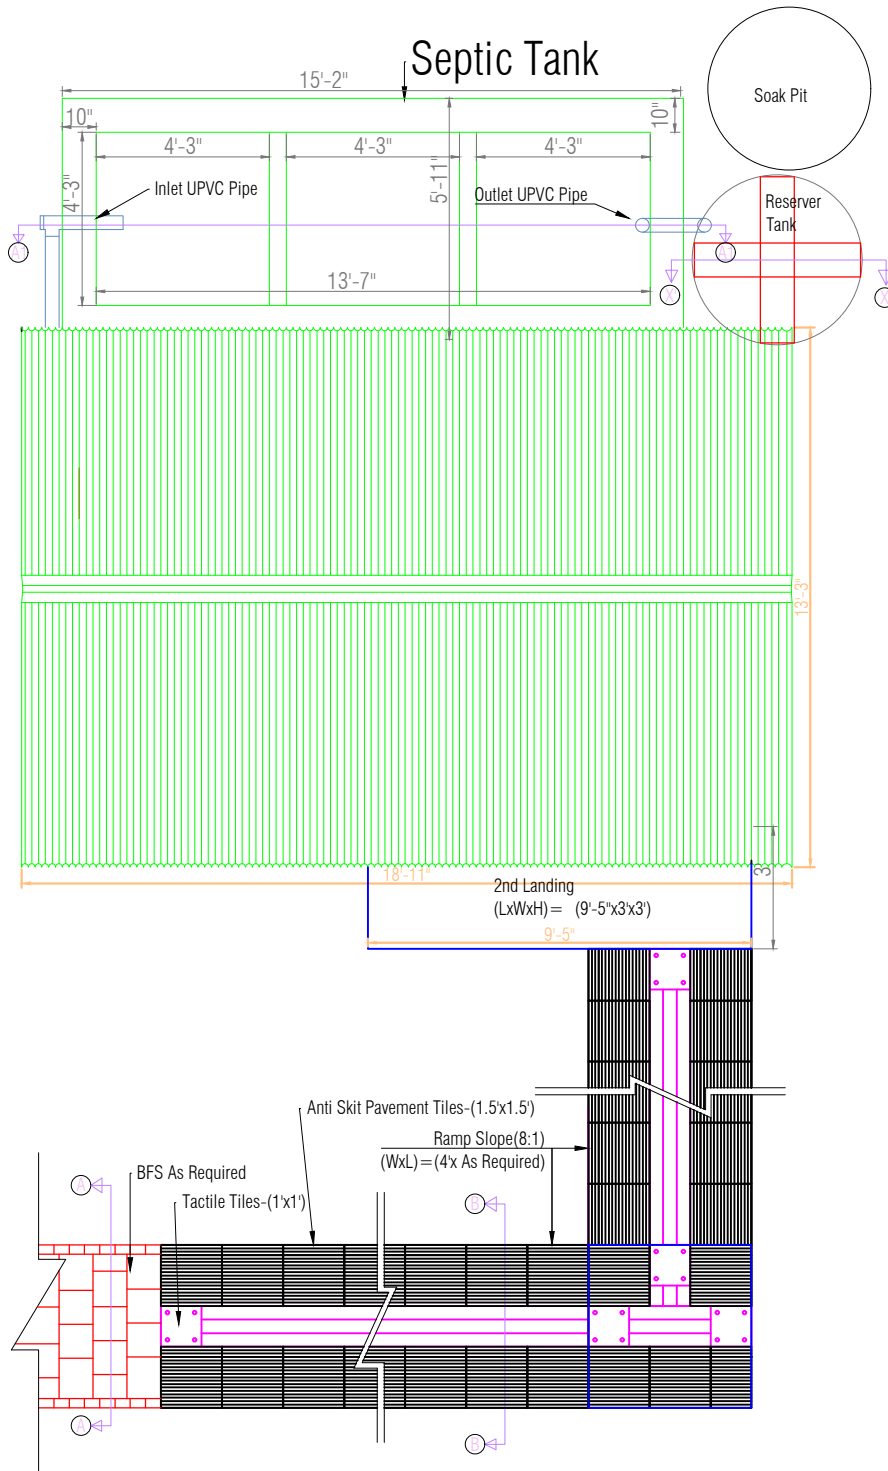 Septic Tank
15'-2"
Soak Pit
10"
10"
4'-3"
4'-3"
4'-3"
5'-11"
4'-3"
Inlet UPVC Pipe
Outlet UPVC Pipe
Reserver
Tank
A1
A1
13'-7"
X
X
13'-3"
3'
18'-11"
2nd Landing
(LxWxH)= (9'-5"x3'x3')
9'-5"
Anti Skit Pavement Tiles-(1.5'x1.5')
Ramp Slope(8:1)
(WxL)=(4'x As Required)
BFS As Required
A
Tactile Tiles-(1'x1')
B
A
B